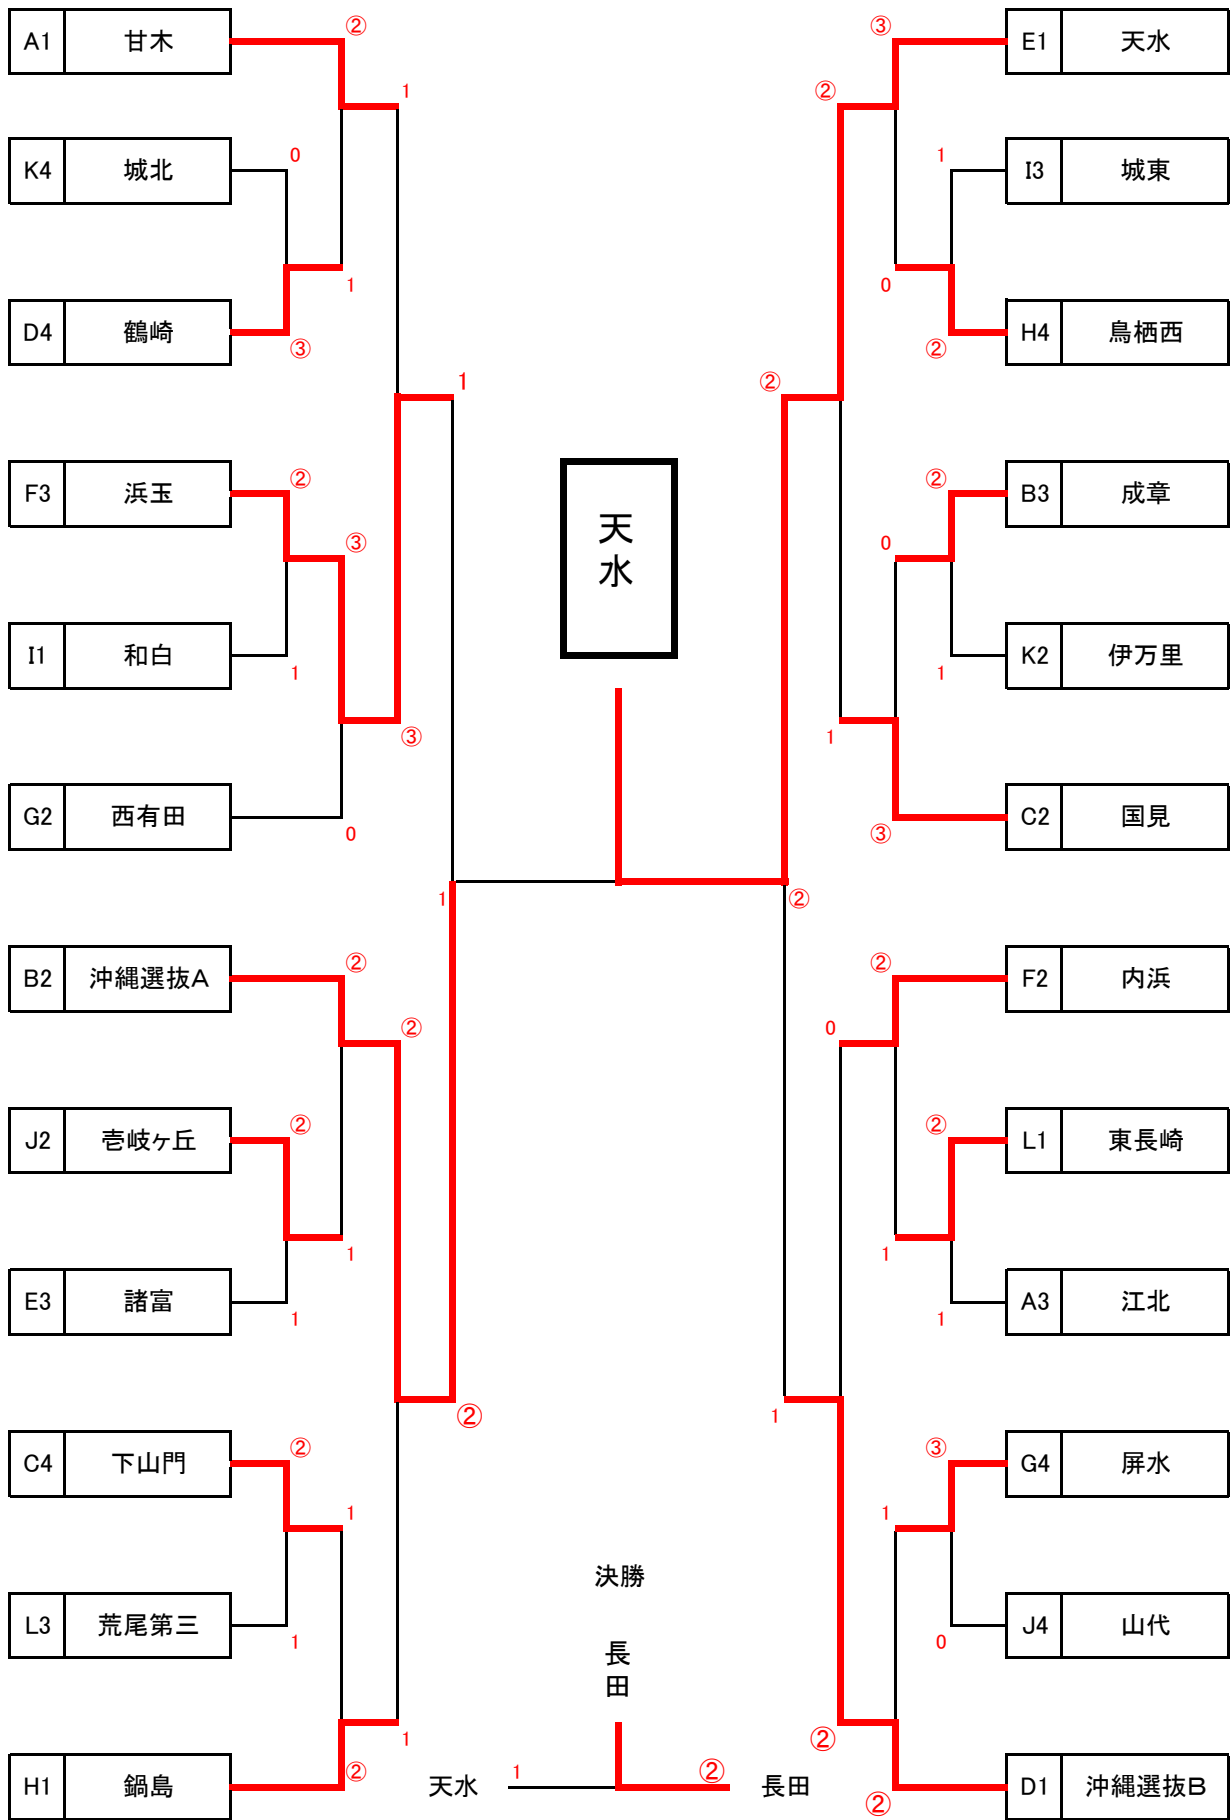 A1 甘木 ② ③ E1 天水
1 ②
K4 城北 0 1 I3 城東
1 0
D4 鶴崎 ③ ② H4 鳥栖西
1 ②
F3 浜玉 ② ② B3 成章
天
水
③ 0
I1 和白 1 1 K2 伊万里
③ 1
G2 西有田 0 ③ C2 国見
1 ②
B2 沖縄選抜A ② ② F2 内浜
② 0
J2 壱岐ヶ丘 ② ② L1 東長崎
1 1
E3 諸富 1 1 A3 江北
② 1
C4 下山門 ② ③ G4 屏水
1 1
決勝
L3 荒尾第三 1 0 J4 山代
長
田
1 ②
H1 鍋島 ② 天水 1 ② 長田 ② D1 沖縄選抜B